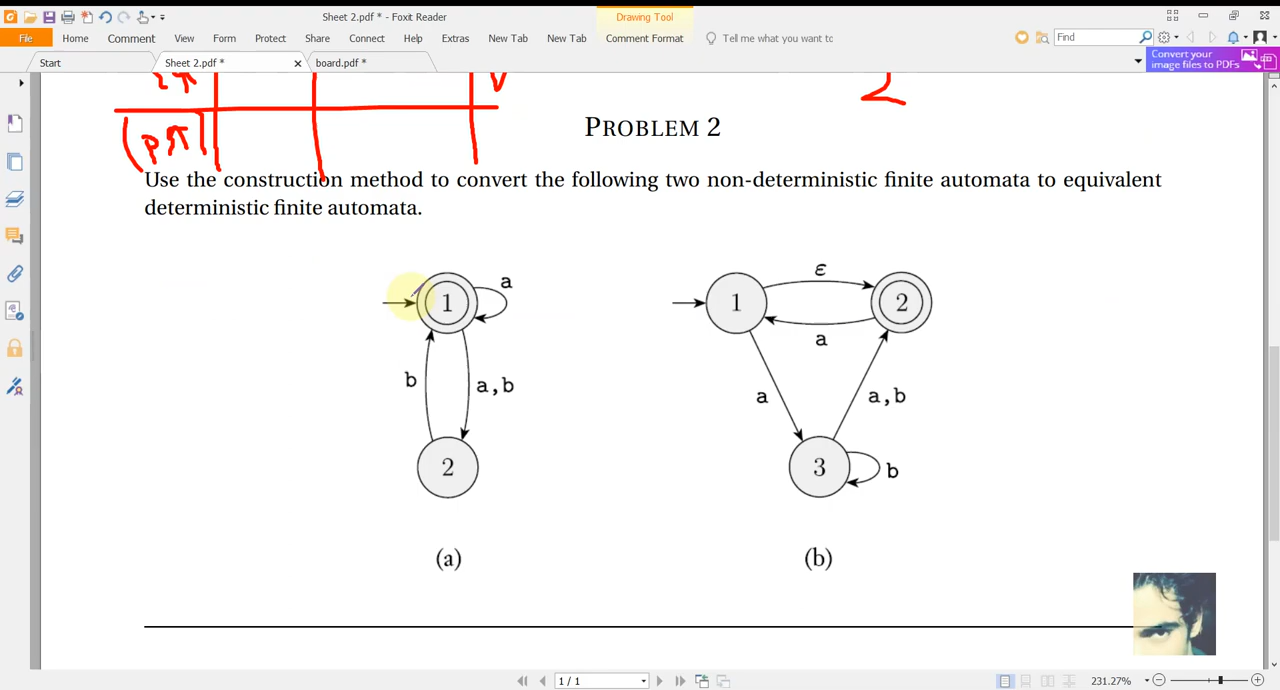 Sheet 2.pdf * - Foxit Reader
Drawing Tool
File Home Comment View Form Protect Share Connect Help Extras New Tab New Tab Comment Format Tell me what you want to Find
Start Sheet 2.pdf * board.pdf *
Convert your
image files to PDFs
2
PROBLEM 2
Use the construction method to convert the following two non-deterministic finite automata to equivalent
deterministic finite automata.
1 a
b a,b
2
(a)
ε
1 2
a
a a,b
3 b
(b)
1 / 1
231.27%